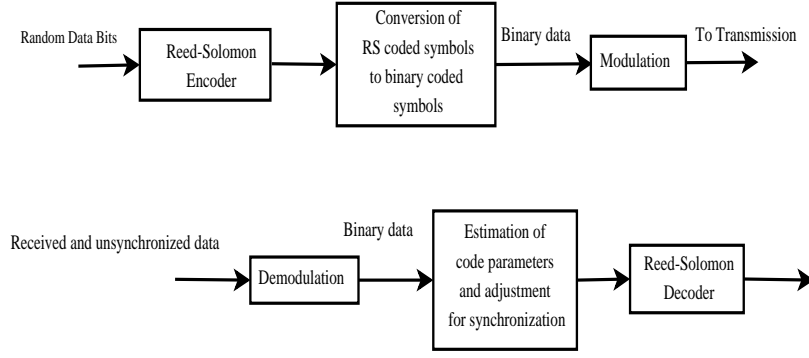 Random Data Bits
Reed-Solomon
Encoder
Conversion of
RS coded symbols
to binary coded
symbols
Binary data
Modulation
To Transmission
Received and unsynchronized data
Demodulation
Binary data
Estimation of
code parameters
and adjustment
for synchronization
Reed-Solomon
Decoder